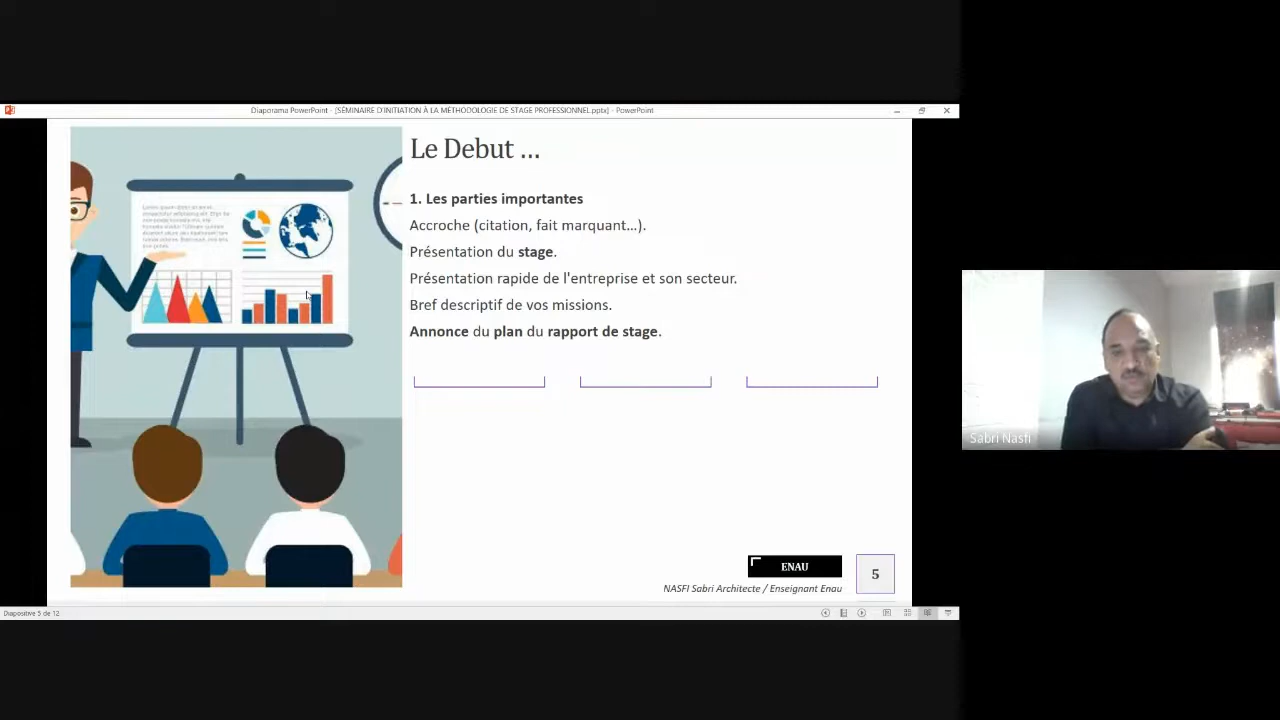 Diaporama PowerPoint - [SÉMINAIRE D'INITIATION À LA MÉTHODOLOGIE DE STAGE PROFESSIONNEL.pptx] - PowerPoint
Le Debut ...
1. Les parties importantes
Accroche (citation, fait marquant...).
Présentation du stage.
Présentation rapide de l'entreprise et son secteur.
Bref descriptif de vos missions.
Annonce du plan du rapport de stage.
ENAU
5
NASFI Sabri Architecte / Enseignant Enau
Diapositive 5 de 12
Sabri Nasfi